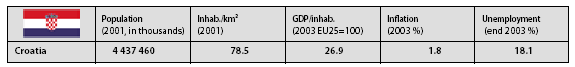 Population Inhab./km² GDP/inhab. Inflation Unemployment
(2001, in thousands) (2001) (2003 EU25=100) (2003 %) (end 2003 %)
Croatia 4 437 460 78.5 26.9 1.8 18.1